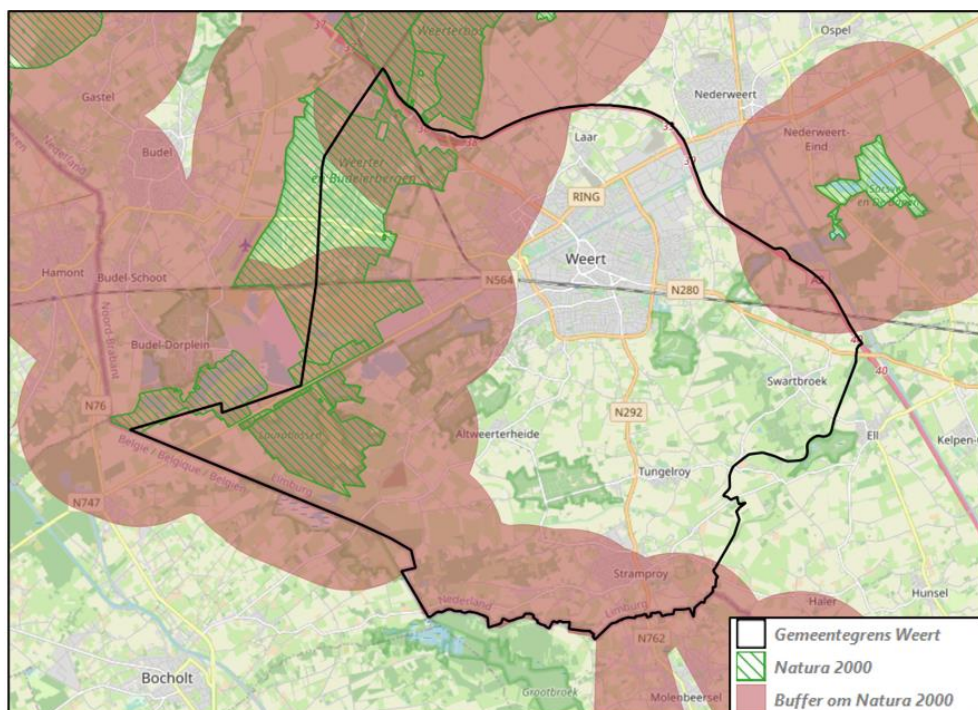 Weerterbos
Ospel
Gastel
Nederweert
Budel
Laar
Nederweert-
Eind
Weerter
en Budelerbergen
RING
Weert
Hamont
Budel-Schoot
N564
N280
Noord-Brabant
Budel-Dorplein
40
N76
Swartbroek
N292
Altweerterheide
Ell
België / Belgique / Belgien
Limburg
Tungelroy
N747
Stramproy
Hunsel
Nederland
Limburg
Haler
N762
Gemeentegrens Weert
Bocholt
Natura 2000
Grootbroek
Molenbeersel
Buffer om Natura 2000